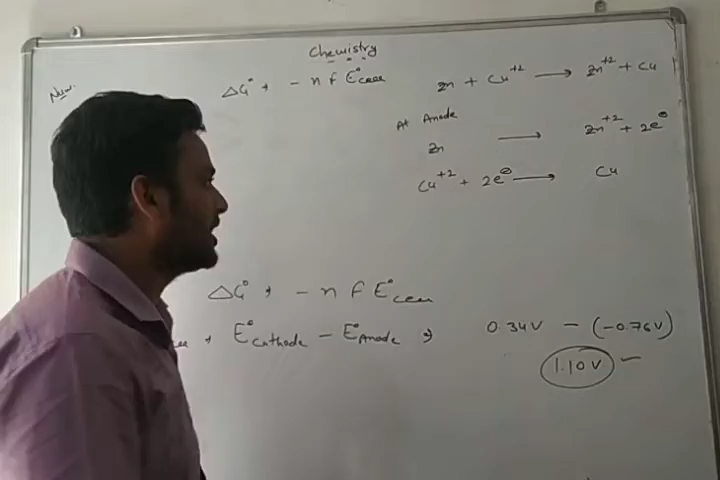 Chemistry
Num.
ΔG° = - n F E°cell
Zn + Cu⁺² ⟶ Zn⁺² + Cu
At Anode
Zn ⟶ Zn⁺² + 2e⊖
Cu⁺² + 2e⊖ ⟶ Cu
ΔG° = - n F E°cell
= E°Cathode - E°Anode ⇒ 0.34V - (-0.76V)
1.10V -